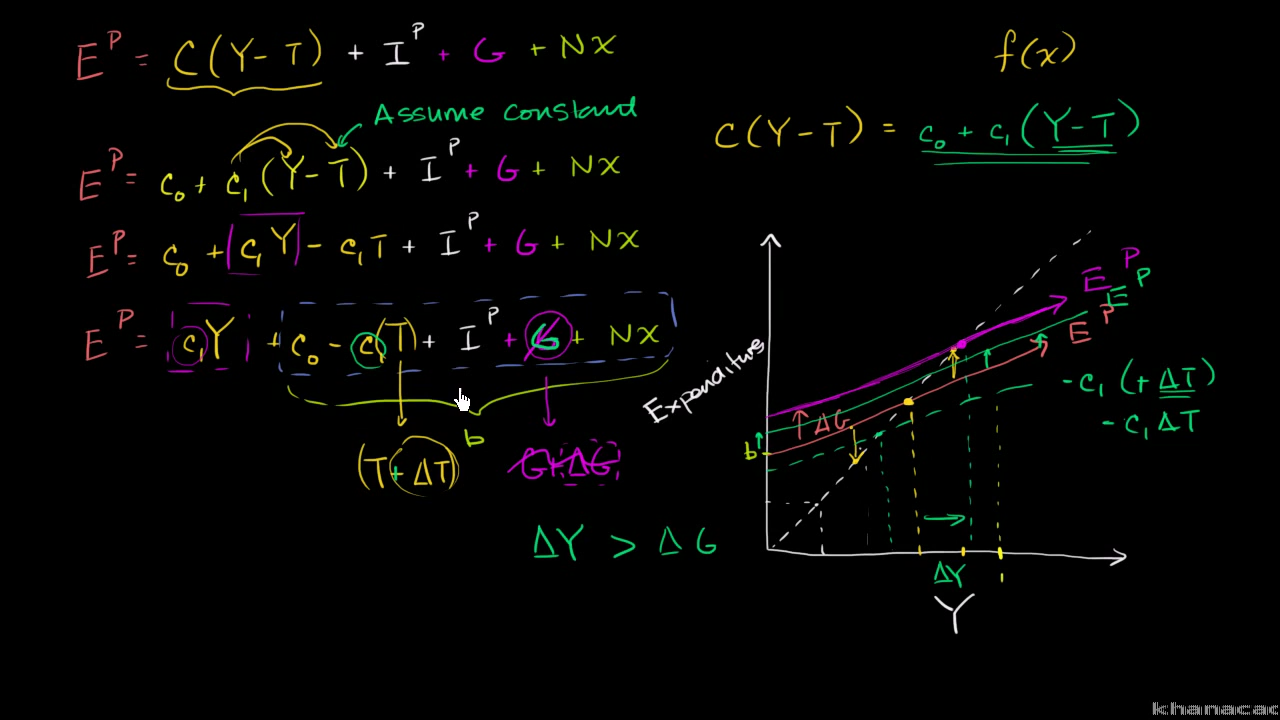 E^P = C(Y-T) + I^P + G + NX
Assume constant
E^P = c₀ + c₁(Y-T) + I^P + G + NX
E^P = c₀ + c₁Y - c₁T + I^P + G + NX
E^P = c₁Y + c₀ - c₁(T) + I^P + G + NX
b
(T + ΔT)
G+ΔG
ΔY > ΔG
f(x)
C(Y-T) = c₀ + c₁(Y-T)
E^P
E^P
E^P
Expenditure
↑ΔG
b
-c₁(+ΔT)
-c₁ΔT
ΔY
Y
khanacac